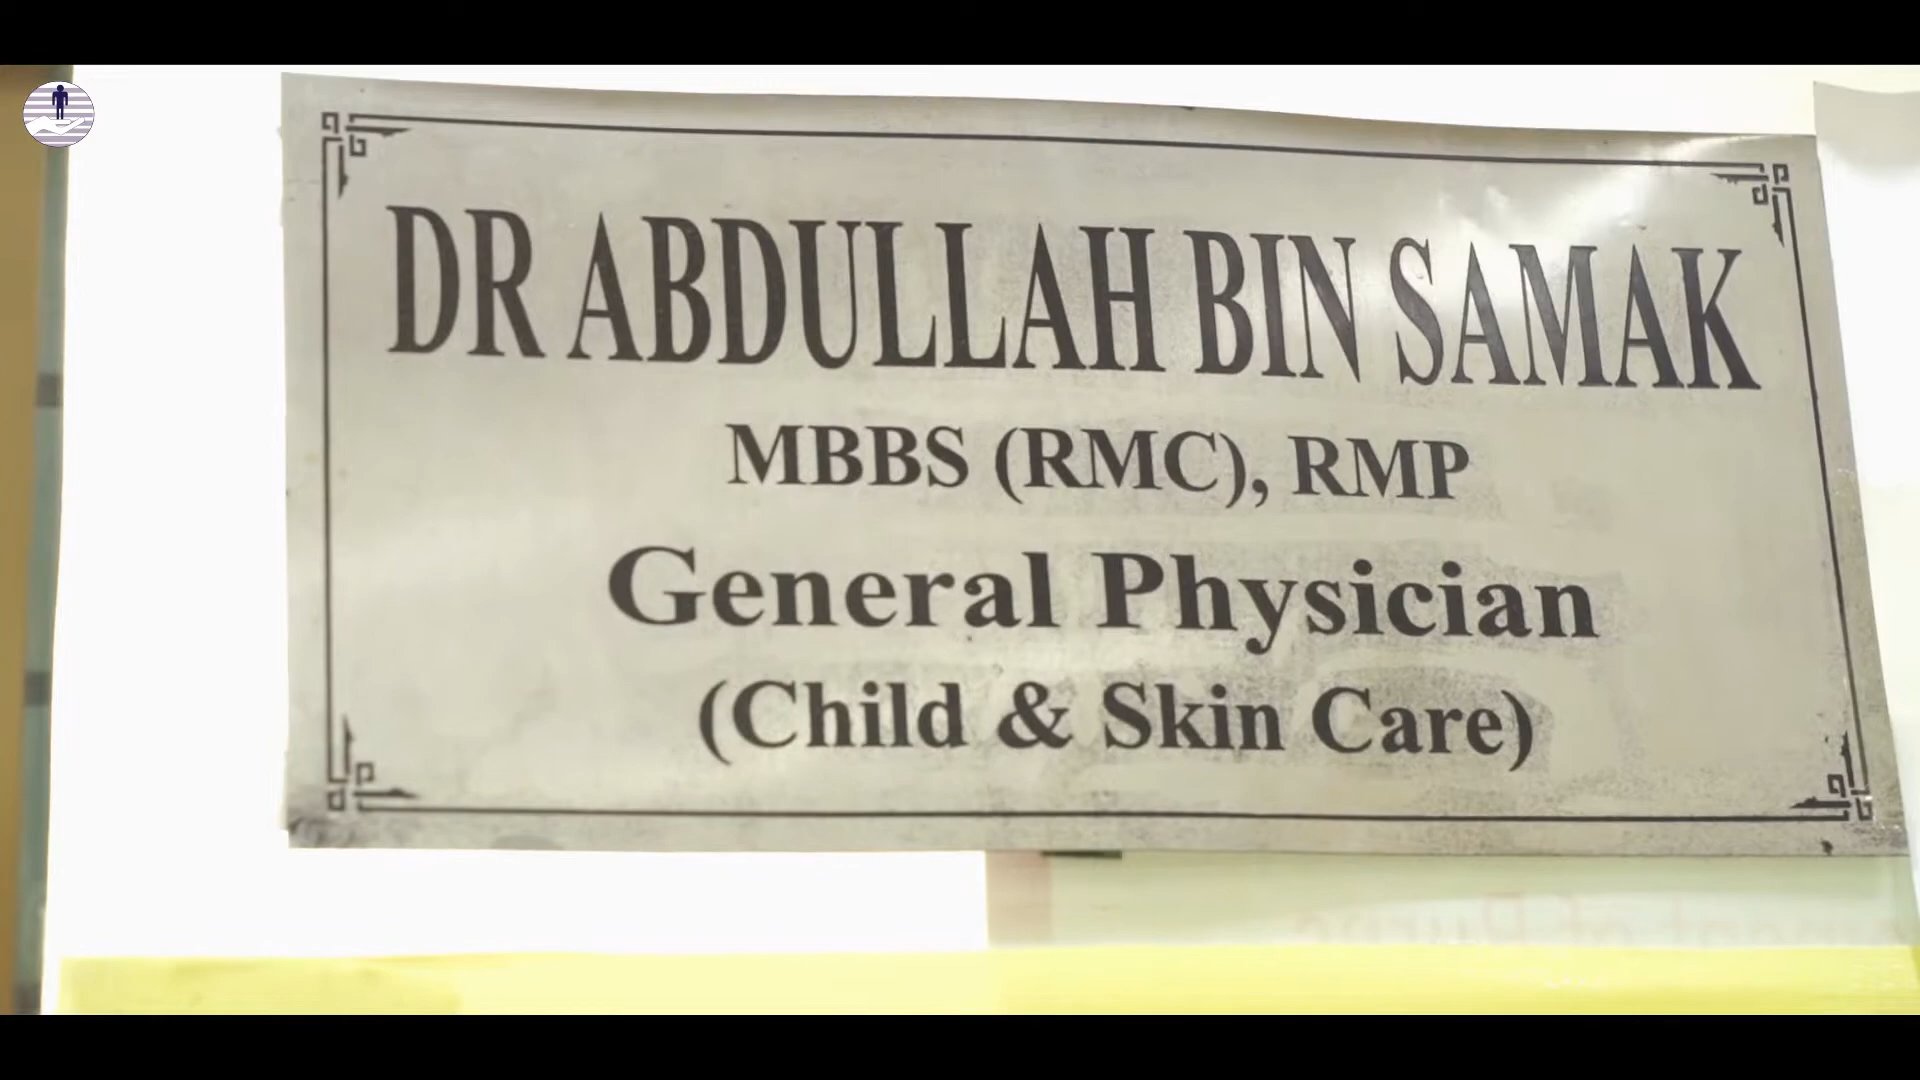 DR ABDULLAH BIN SAMAK
MBBS (RMC), RMP
General Physician
(Child & Skin Care)